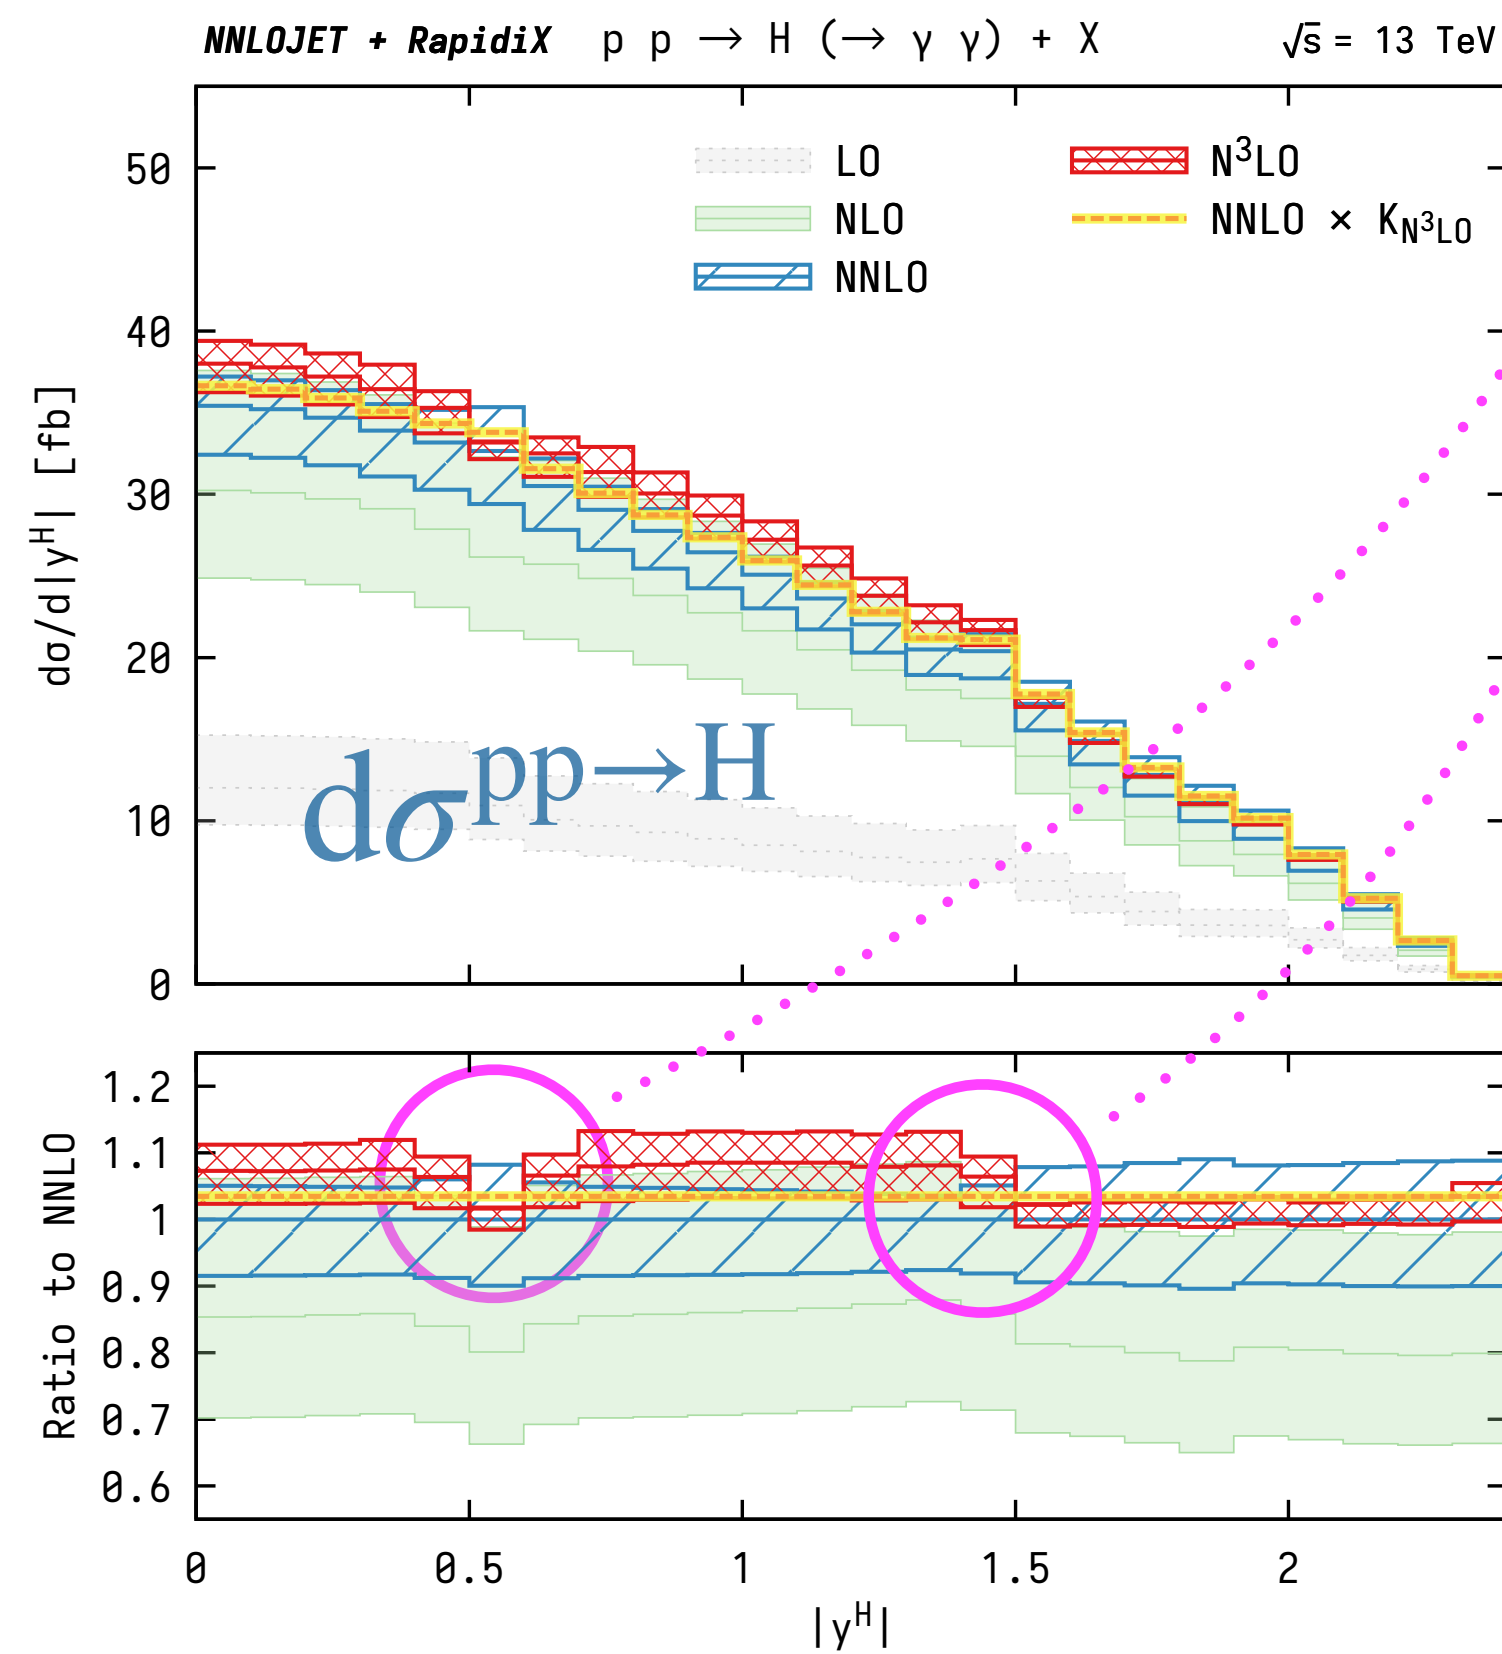 NNLOJET + RapidiX p p → H (→ γ γ) + X √s = 13 TeV
LO
NLO
NNLO
N³LO
NNLO × K_N³LO
50
40
30
20
10
0
dσ/d|y^H| [fb]
dσ^pp→H
1.2
1.1
1
0.9
0.8
0.7
0.6
Ratio to NNLO
0 0.5 1 1.5 2
|y^H|